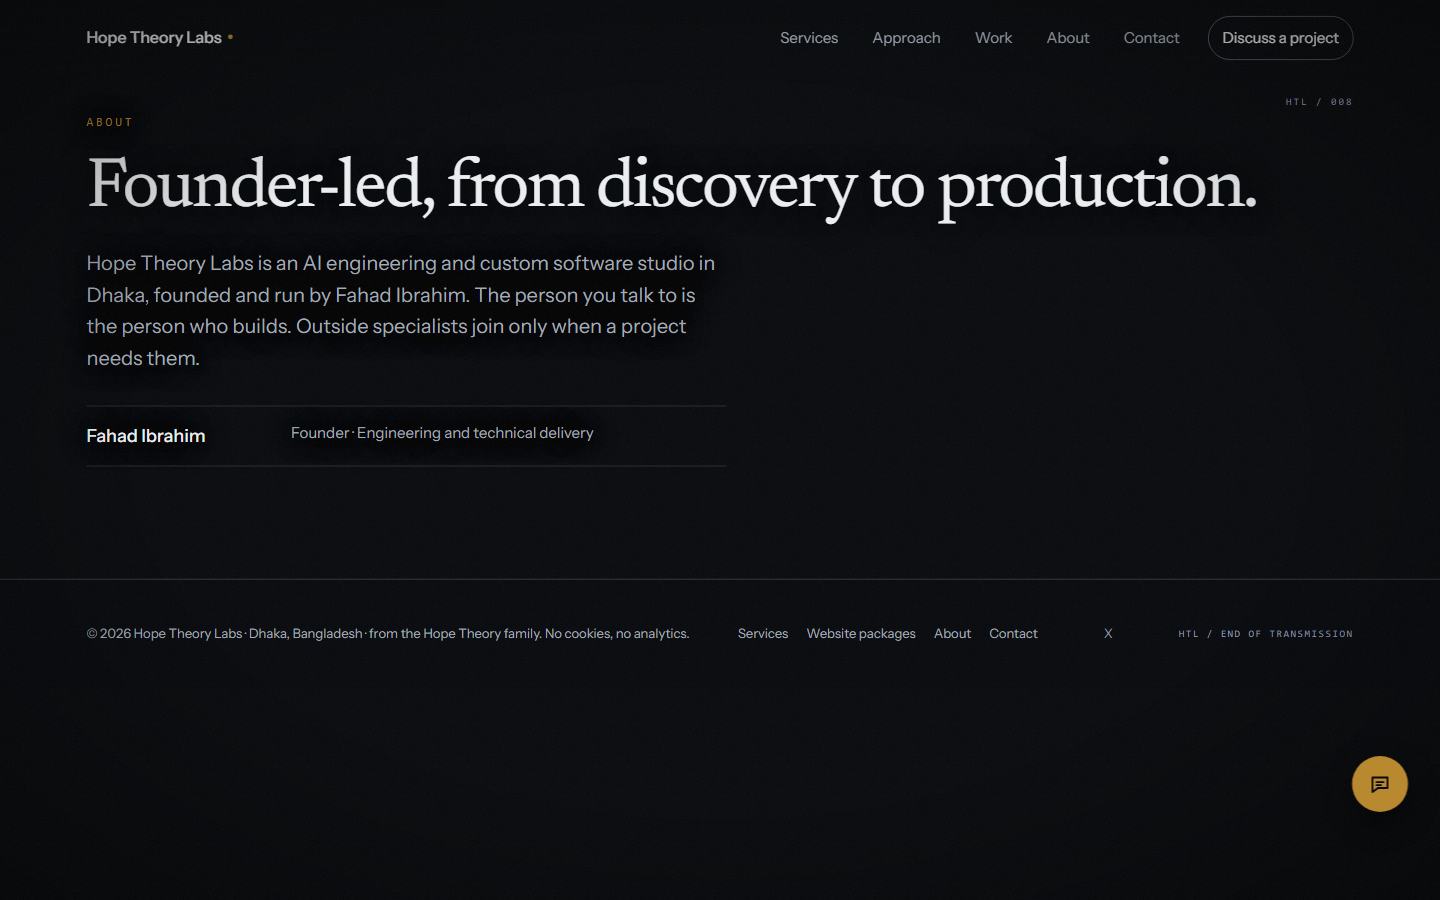 Hope Theory Labs
Services Approach Work About Contact Discuss a project
HTL / 008
ABOUT
Founder-led, from discovery to production.
Hope Theory Labs is an AI engineering and custom software studio in
Dhaka, founded and run by Fahad Ibrahim. The person you talk to is
the person who builds. Outside specialists join only when a project
needs them.
Fahad Ibrahim Founder · Engineering and technical delivery
© 2026 Hope Theory Labs · Dhaka, Bangladesh · from the Hope Theory family. No cookies, no analytics. Services Website packages About Contact X HTL / END OF TRANSMISSION